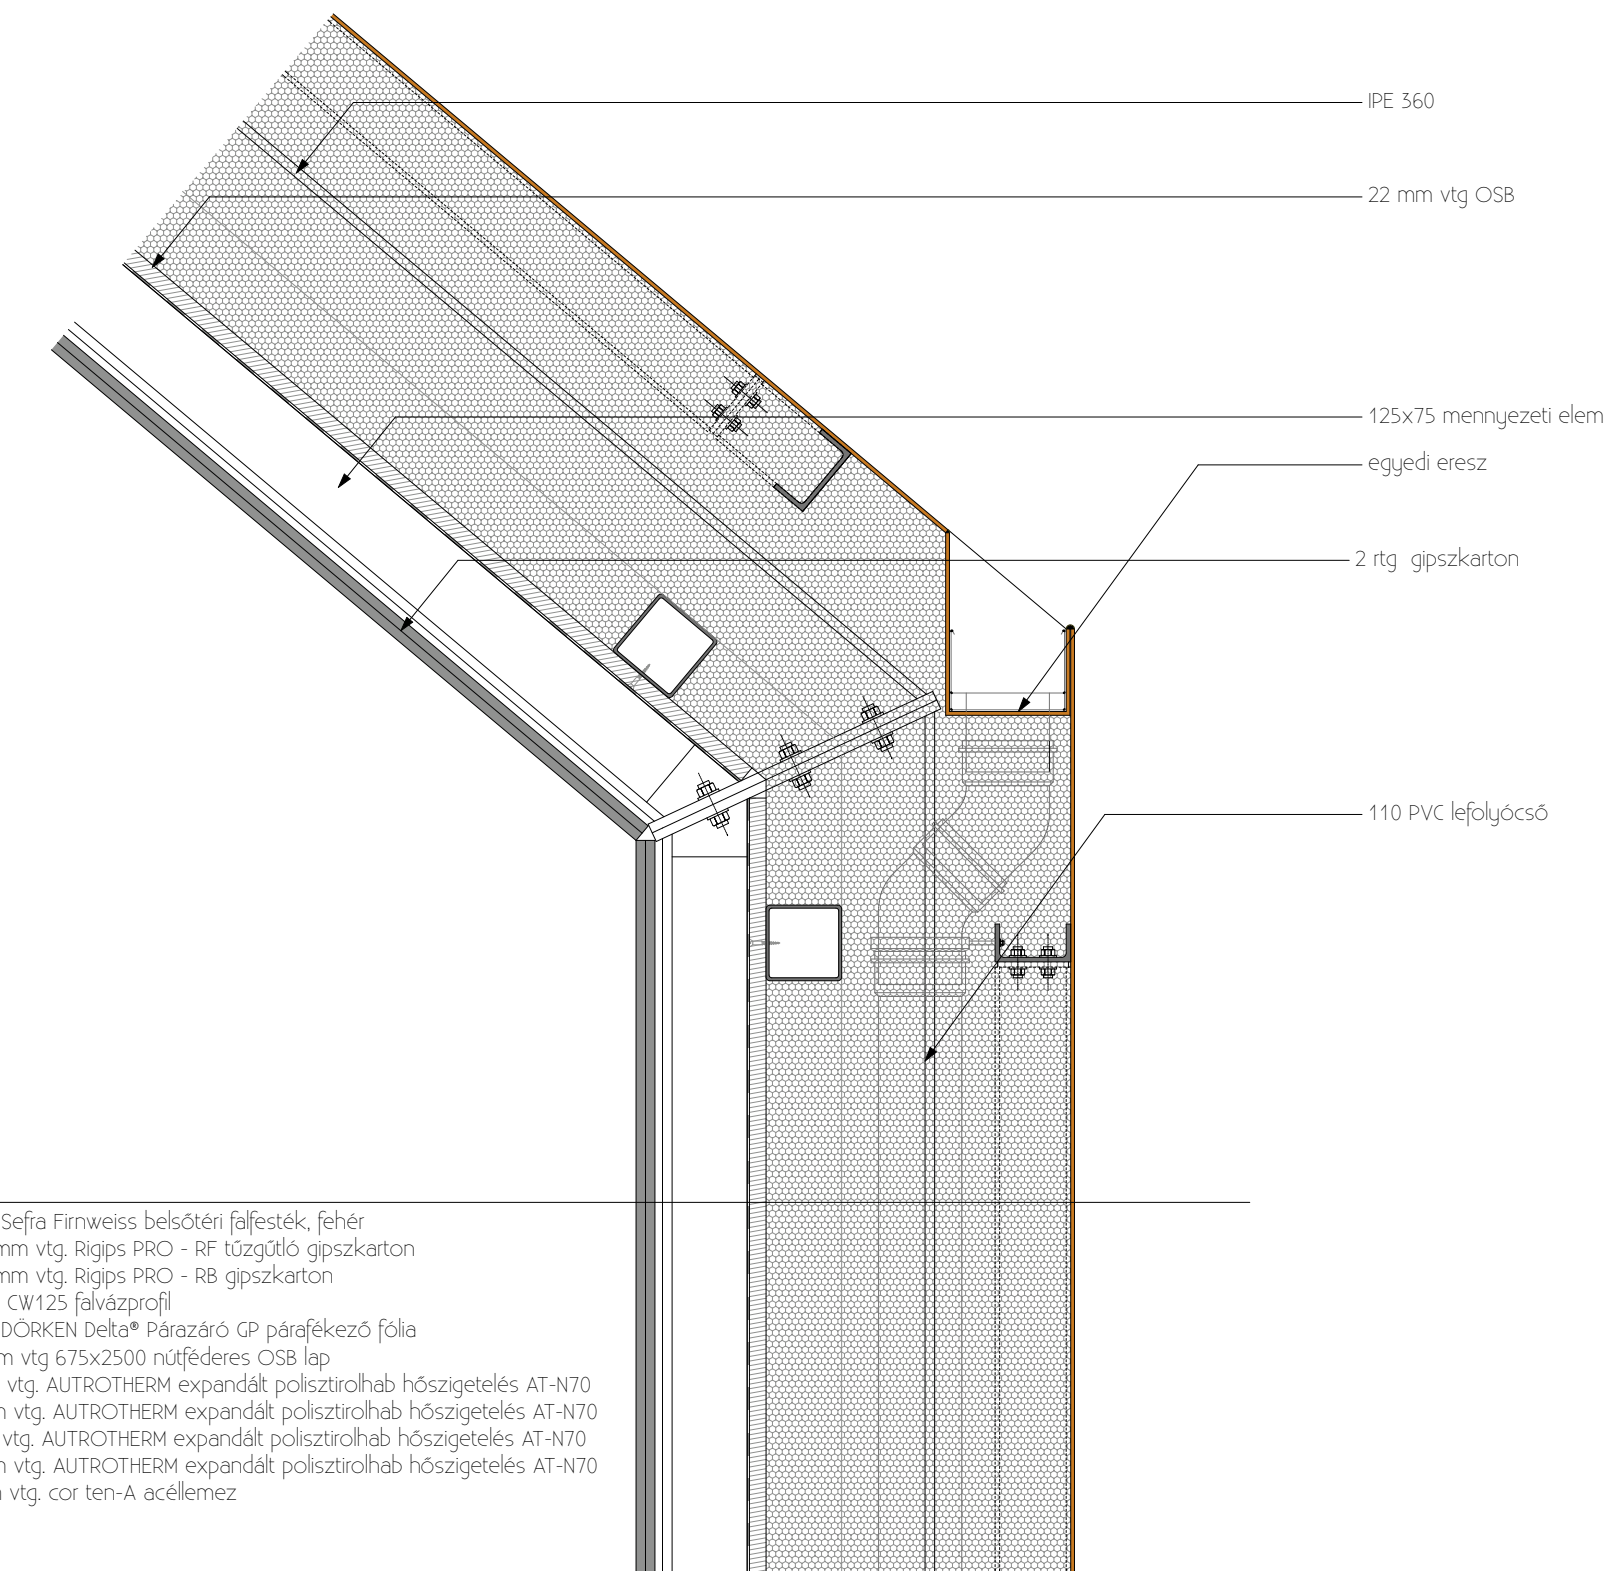 IPE 360
22 mm vtg OSB
125x75 mennyezeti elem
egyedi eresz
2 rtg gipszkarton
110 PVC lefolyócső
Sefra Firnweiss belsőtéri falfesték, fehér
mm vtg. Rigips PRO - RF tűzgűtló gipszkarton
mm vtg. Rigips PRO - RB gipszkarton
CW125 falvázprofil
DÖRKEN Delta® Párazáró GP párafékező fólia
m vtg 675x2500 nútféderes OSB lap
vtg. AUTROTHERM expandált polisztirolhab hőszigetelés AT-N70
m vtg. AUTROTHERM expandált polisztirolhab hőszigetelés AT-N70
vtg. AUTROTHERM expandált polisztirolhab hőszigetelés AT-N70
m vtg. AUTROTHERM expandált polisztirolhab hőszigetelés AT-N70
vtg. cor ten-A acéllemez